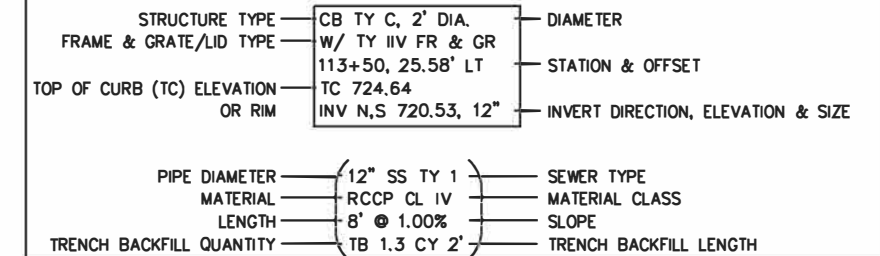 STRUCTURE TYPE CB TY C, 2' DIA. DIAMETER
FRAME & GRATE/LID TYPE W/ TY IIV FR & GR
113+50, 25.58' LT STATION & OFFSET
TOP OF CURB (TC) ELEVATION TC 724.64
OR RIM INV N,S 720.53, 12" INVERT DIRECTION, ELEVATION & SIZE
PIPE DIAMETER 12" SS TY 1 SEWER TYPE
MATERIAL RCCP CL IV MATERIAL CLASS
LENGTH 8' @ 1.00% SLOPE
TRENCH BACKFILL QUANTITY TB 1.3 CY 2' TRENCH BACKFILL LENGTH